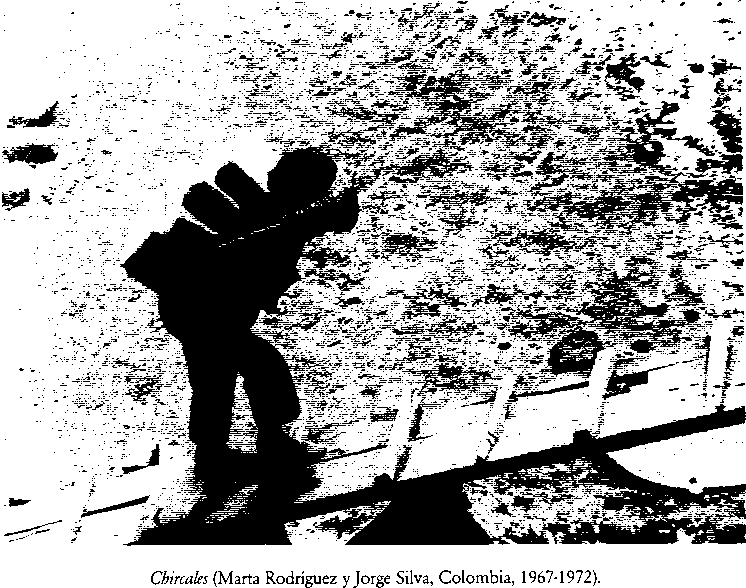 Chircales (Marta Rodríguez y Jorge Silva, Colombia, 1967-1972).